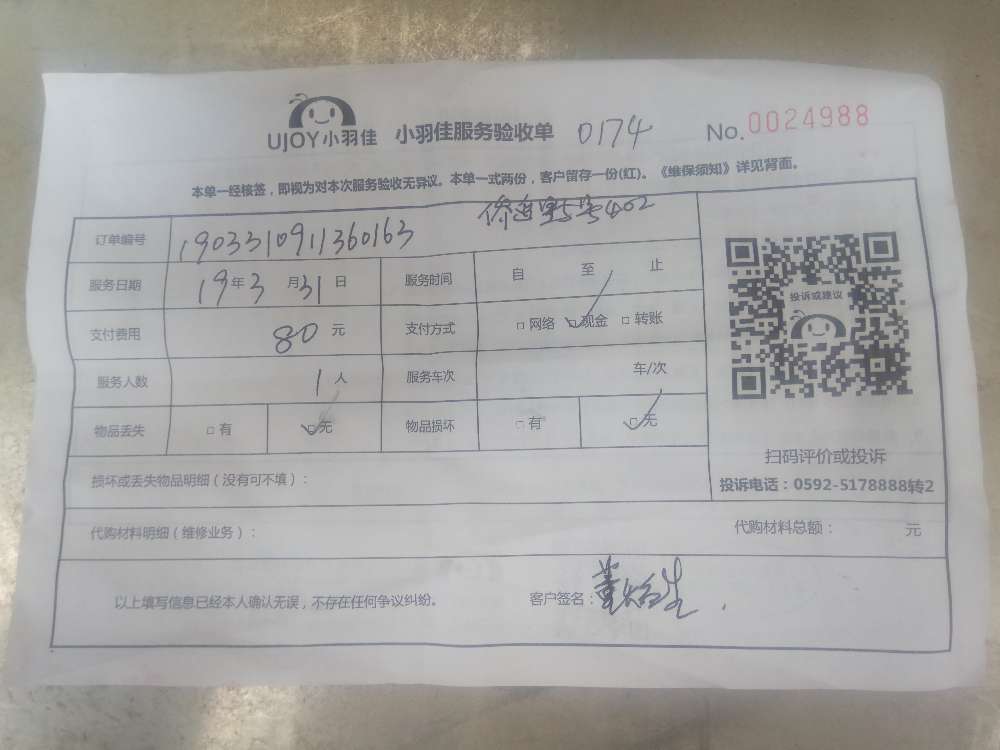 UJOY小羽佳 小羽佳服务验收单 0174 No.0024988
本单一经核签，即视为对本次服务验收无异议。本单一式两份，客户留存一份(红)。《维保须知》详见背面。
5号402
订单编号 1903310911360163
服务日期 19年3月31日 服务时间 自 至 止
支付费用 80元 支付方式 □网络 ☑现金 □转账
服务人数 1人 服务车次 车/次
物品丢失 □有 ☑无 物品损坏 □有 ☑无
投诉或建议
扫码评价或投诉
投诉电话：0592-5178888转2
损坏或丢失物品明细（没有可不填）：
代购材料明细（维修业务）： 代购材料总额： 元
以上填写信息已经本人确认无误，不存在任何争议纠纷。 客户签名：